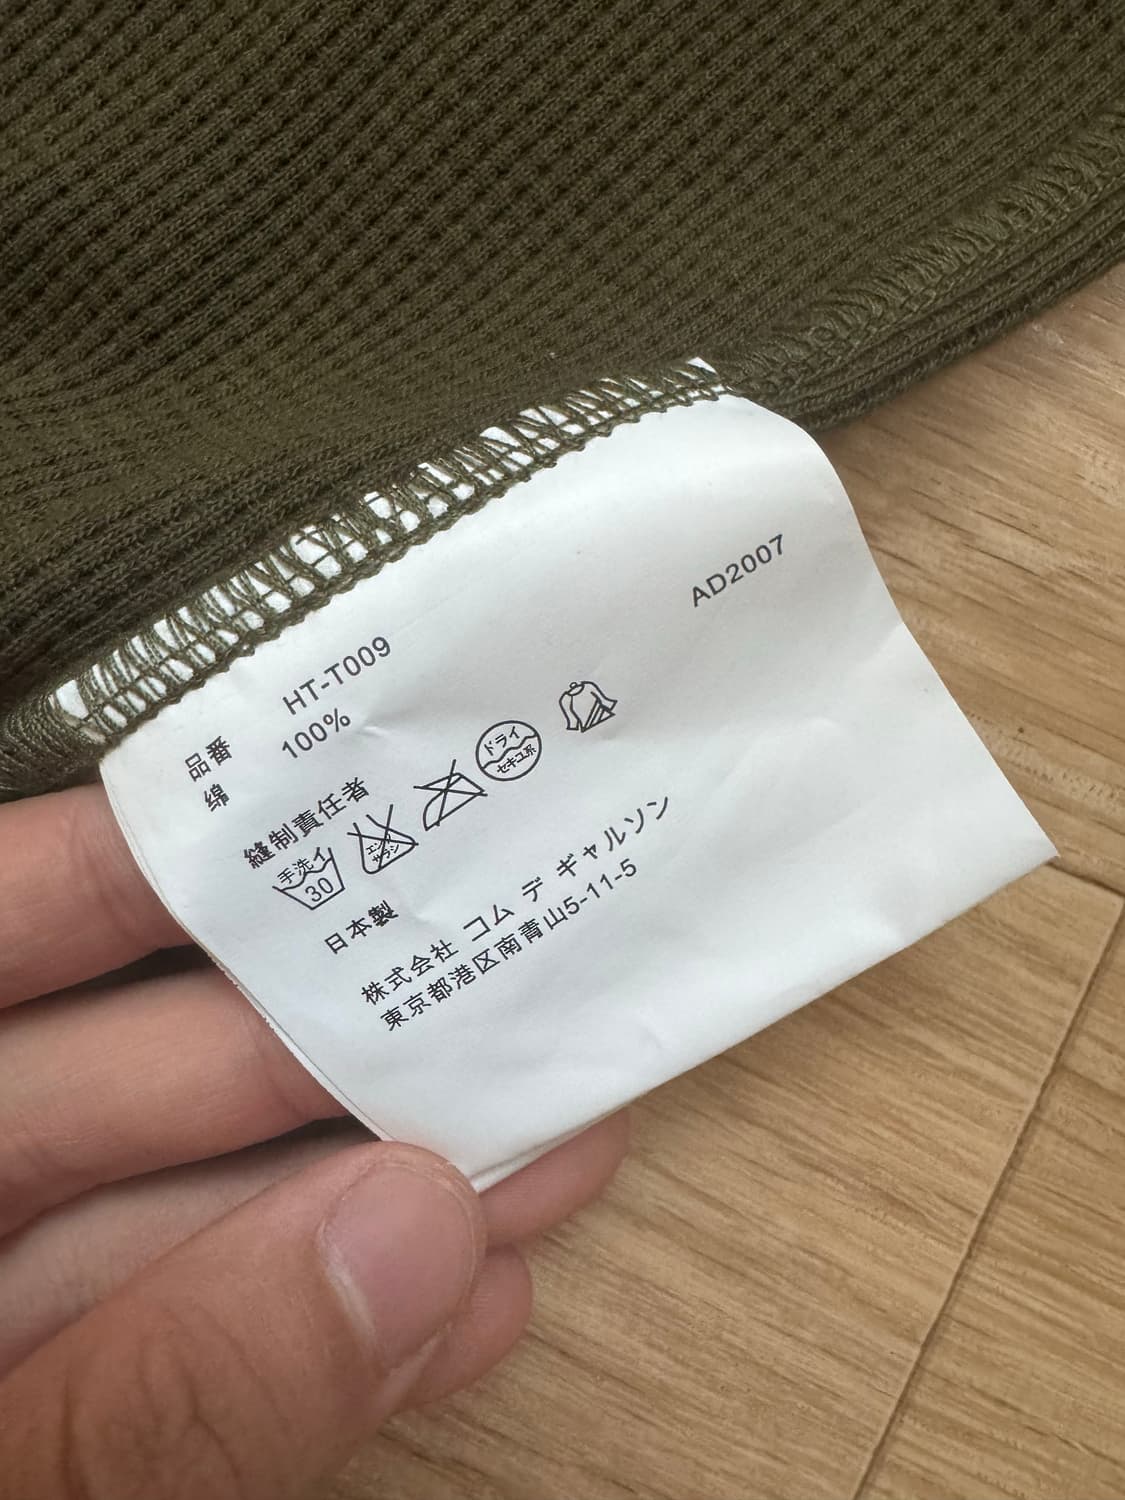 AD2007
品番 HT-T009
綿 100%
縫制責任者
手洗イ 30
エンソ サラシ
ドライ セキユ系
日本製
株式会社 コム デ ギャルソン
東京都港区南青山5-11-5